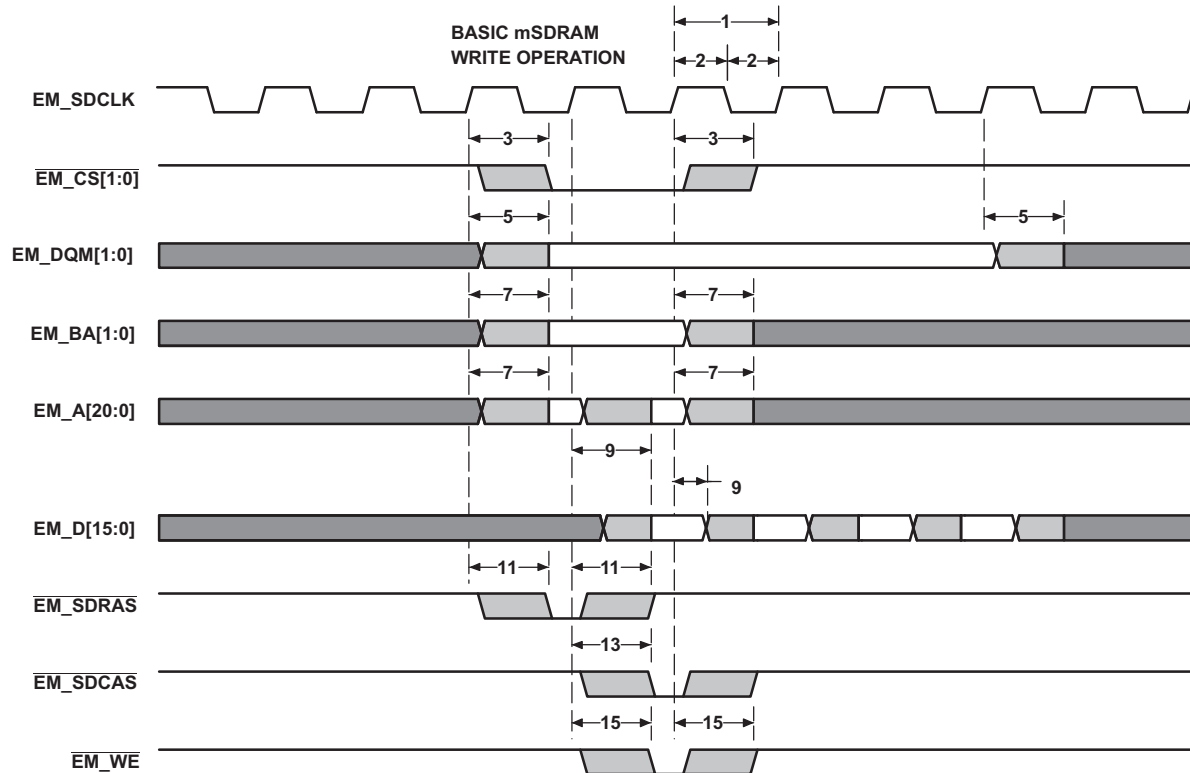 BASIC mSDRAM
WRITE OPERATION
1
2 2
EM_SDCLK
3 3
EM_CS[1:0]
5 5
EM_DQM[1:0]
7 7
EM_BA[1:0]
7 7
EM_A[20:0]
9
9
EM_D[15:0]
11 11
EM_SDRAS
13
EM_SDCAS
15 15
EM_WE